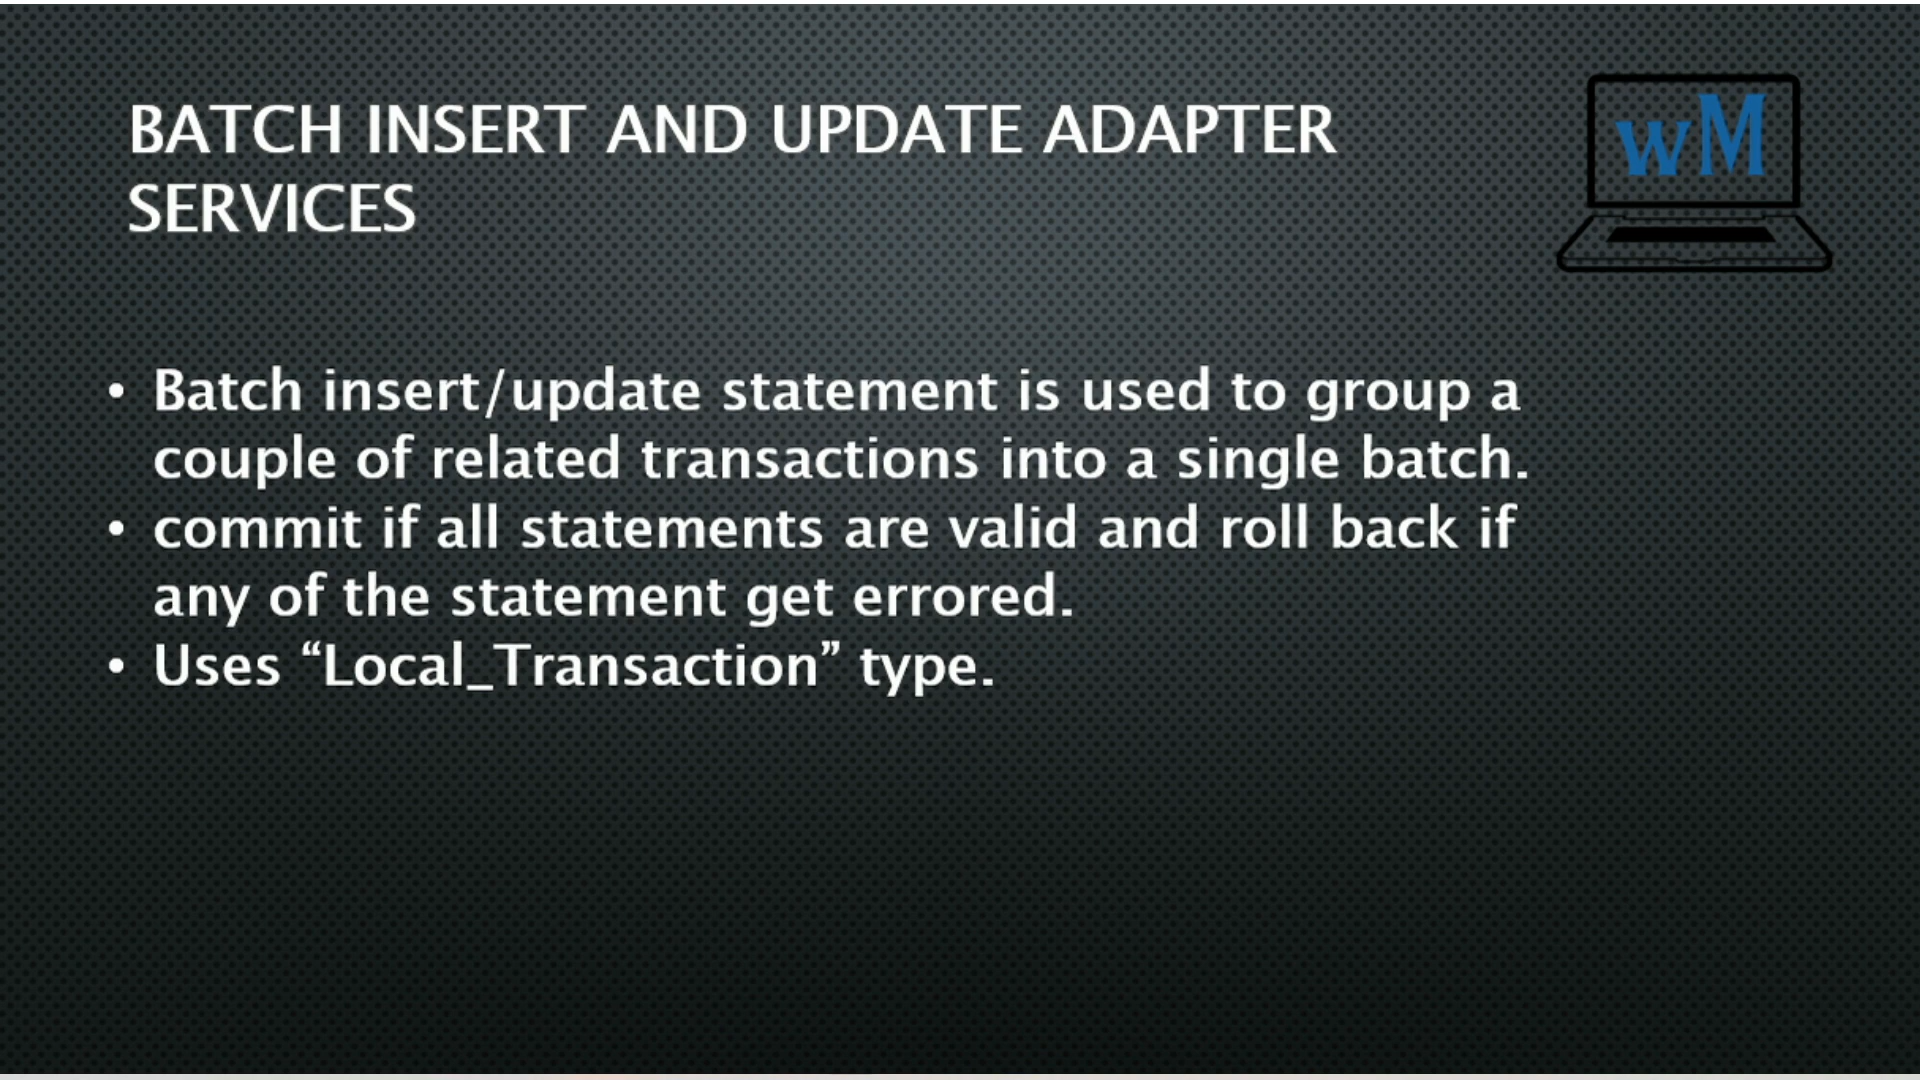 BATCH INSERT AND UPDATE ADAPTER
SERVICES
wM
• Batch insert/update statement is used to group a
couple of related transactions into a single batch.
• commit if all statements are valid and roll back if
any of the statement get errored.
• Uses “Local_Transaction” type.